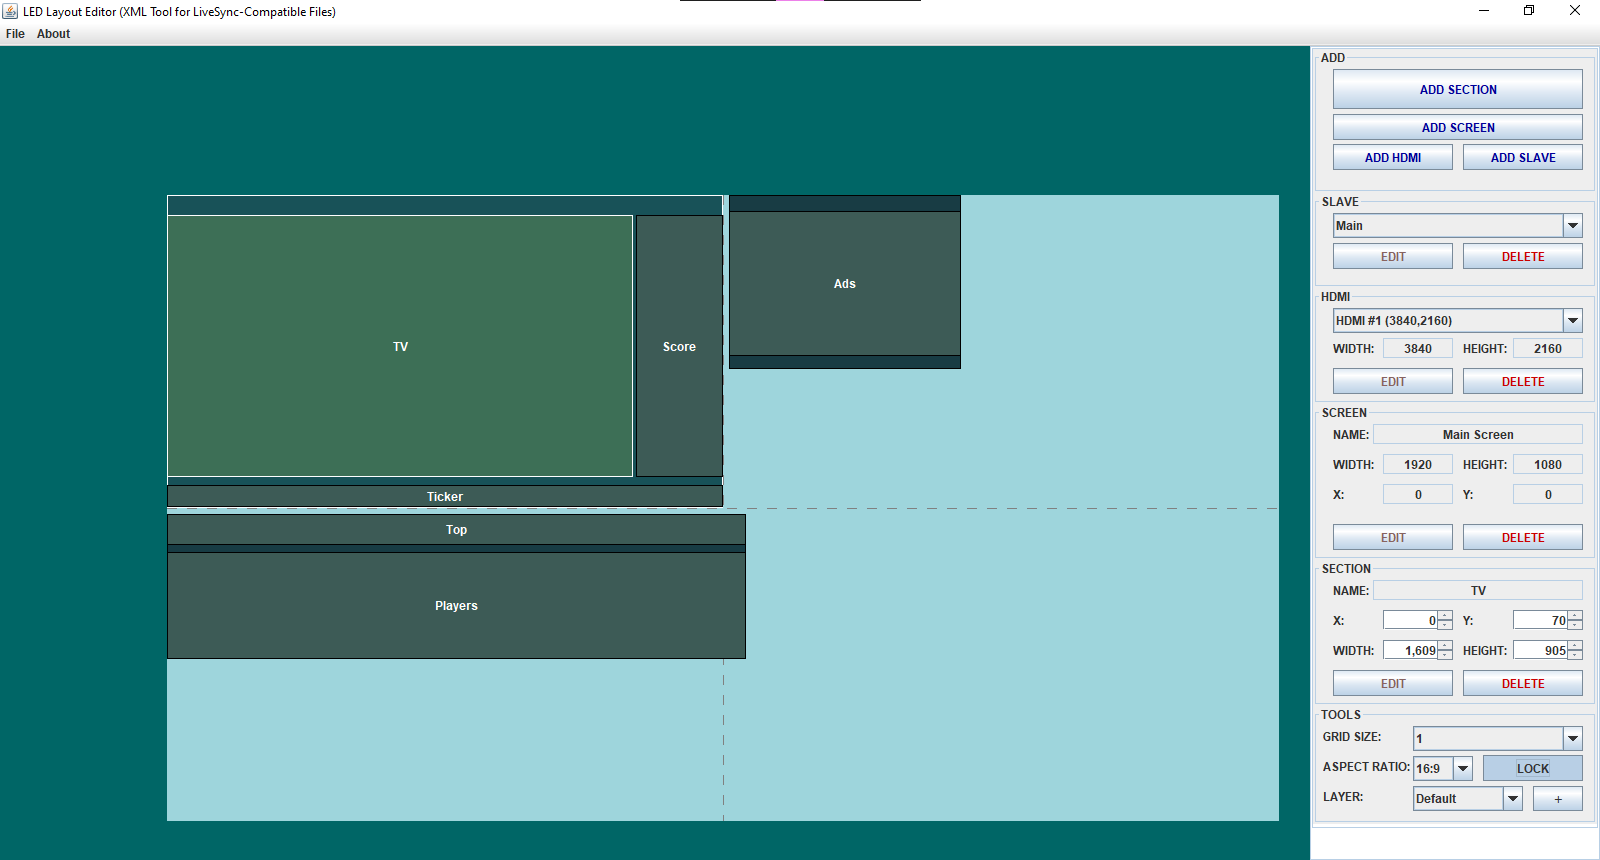 LED Layout Editor (XML Tool for LiveSync-Compatible Files)
File About
TV
Score
Ads
Ticker
Top
Players
ADD
ADD SECTION
ADD SCREEN
ADD HDMI ADD SLAVE
SLAVE
Main
EDIT DELETE
HDMI
HDMI #1 (3840,2160)
WIDTH: 3840 HEIGHT: 2160
EDIT DELETE
SCREEN
NAME: Main Screen
WIDTH: 1920 HEIGHT: 1080
X: 0 Y: 0
EDIT DELETE
SECTION
NAME: TV
X: 0 Y: 70
WIDTH: 1,609 HEIGHT: 905
EDIT DELETE
TOOLS
GRID SIZE: 1
ASPECT RATIO: 16:9 LOCK
LAYER: Default +